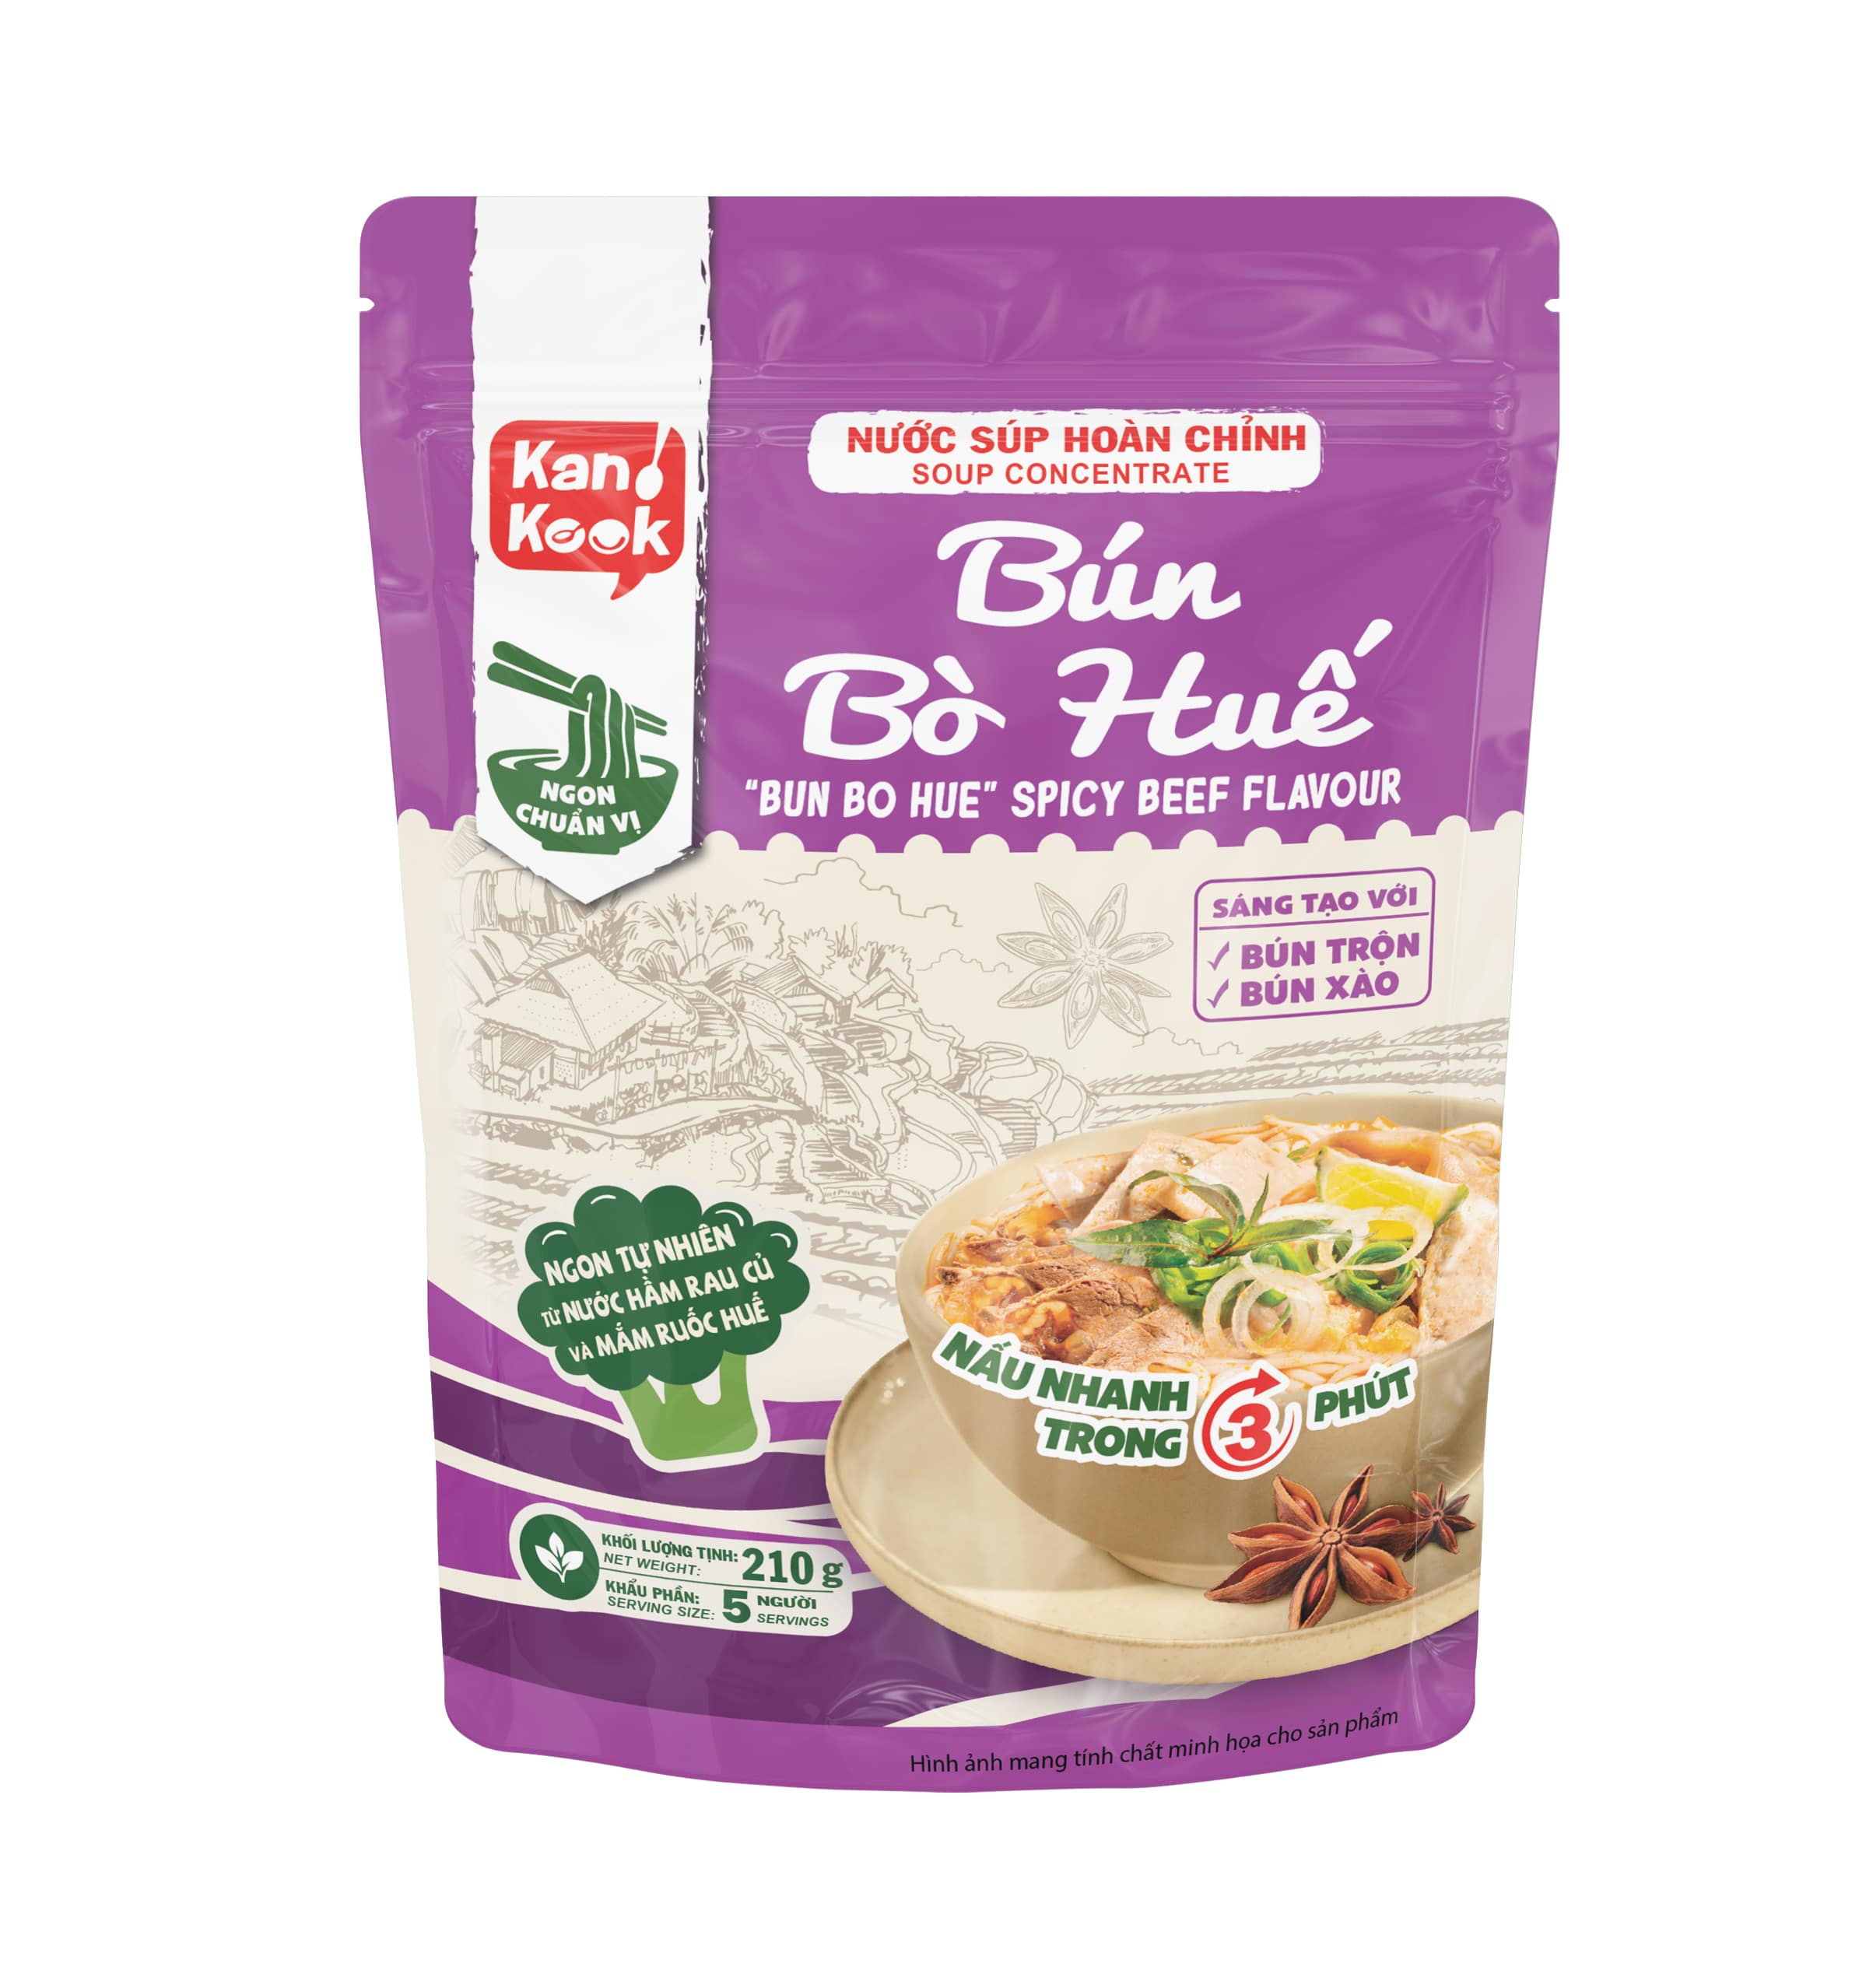 NƯỚC SÚP HOÀN CHỈNH
SOUP CONCENTRATE
Kan
Kook
Bún
Bò Huế
"BUN BO HUE" SPICY BEEF FLAVOUR
NGON
CHUẨN VỊ
SÁNG TẠO VỚI
✓ BÚN TRỘN
✓ BÚN XÀO
NGON TỰ NHIÊN
TỪ NƯỚC HẦM RAU CỦ
VÀ MẮM RUỐC HUẾ
NẤU NHANH
TRONG 3 PHÚT
KHỐI LƯỢNG TỊNH: 210 g
NET WEIGHT:
KHẨU PHẦN: 5 NGƯỜI
SERVING SIZE: SERVINGS
Hình ảnh mang tính chất minh họa cho sản phẩm